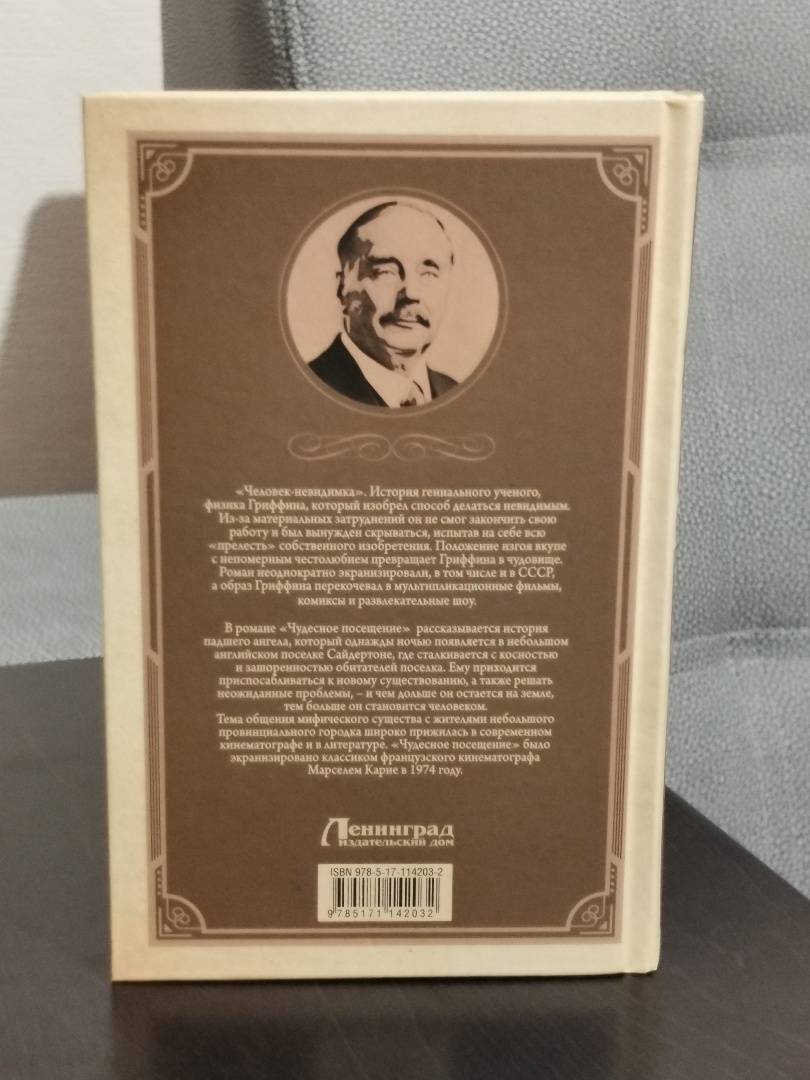 «Человек-невидимка». История гениального ученого,
физика Гриффина, который изобрел способ делаться невидимым.
Из-за материальных затруднений он не смог закончить свою
работу и был вынужден скрываться, испытав на себе всю
«прелесть» собственного изобретения. Положение изгоя вкупе
с непомерным честолюбием превращает Гриффина в чудовище.
Роман неоднократно экранизировали, в том числе и в СССР,
а образ Гриффина перекочевал в мультипликационные фильмы,
комиксы и развлекательные шоу.
В романе «Чудесное посещение» рассказывается история
падшего ангела, который однажды ночью появляется в небольшом
английском поселке Сайдертоне, где сталкивается с косностью
и зашоренностью обитателей поселка. Ему приходится
приспосабливаться к новому существованию, а также решать
неожиданные проблемы, – и чем дольше он остается на земле,
тем больше он становится человеком.
Тема общения мифического существа с жителями небольшого
провинциального городка широко прижилась в современном
кинематографе и в литературе. «Чудесное посещение» было
экранизировано классиком французского кинематографа
Марселем Карне в 1974 году.
Ленинград
издательский дом
ISBN 978-5-17-114203-2
9 785171 142032